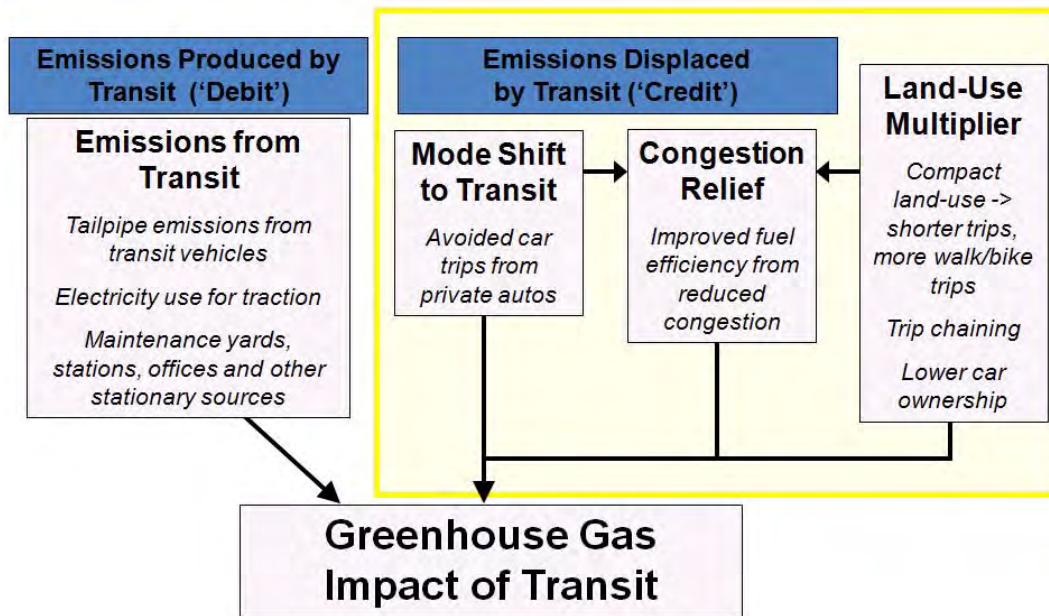 Emissions Produced by
Transit (‘Debit’)
Emissions from
Transit
Tailpipe emissions from
transit vehicles
Electricity use for traction
Maintenance yards,
stations, offices and other
stationary sources
Emissions Displaced
by Transit (‘Credit’)
Mode Shift
to Transit
Avoided car
trips from
private autos
Congestion
Relief
Improved fuel
efficiency from
reduced
congestion
Land-Use
Multiplier
Compact
land-use ->
shorter trips,
more walk/bike
trips
Trip chaining
Lower car
ownership
Greenhouse Gas
Impact of Transit